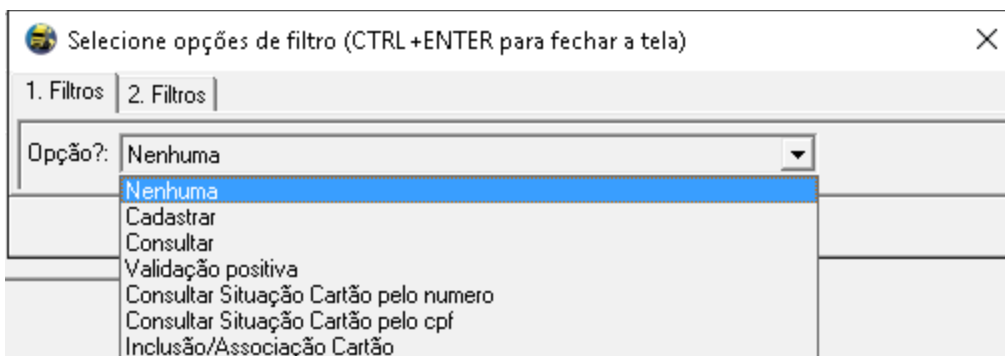 Selecione opções de filtro (CTRL+ENTER para fechar a tela)
1. Filtros 2. Filtros
Opção?: Nenhuma
Nenhuma
Cadastrar
Consultar
Validação positiva
Consultar Situação Cartão pelo numero
Consultar Situação Cartão pelo cpf
Inclusão/Associação Cartão